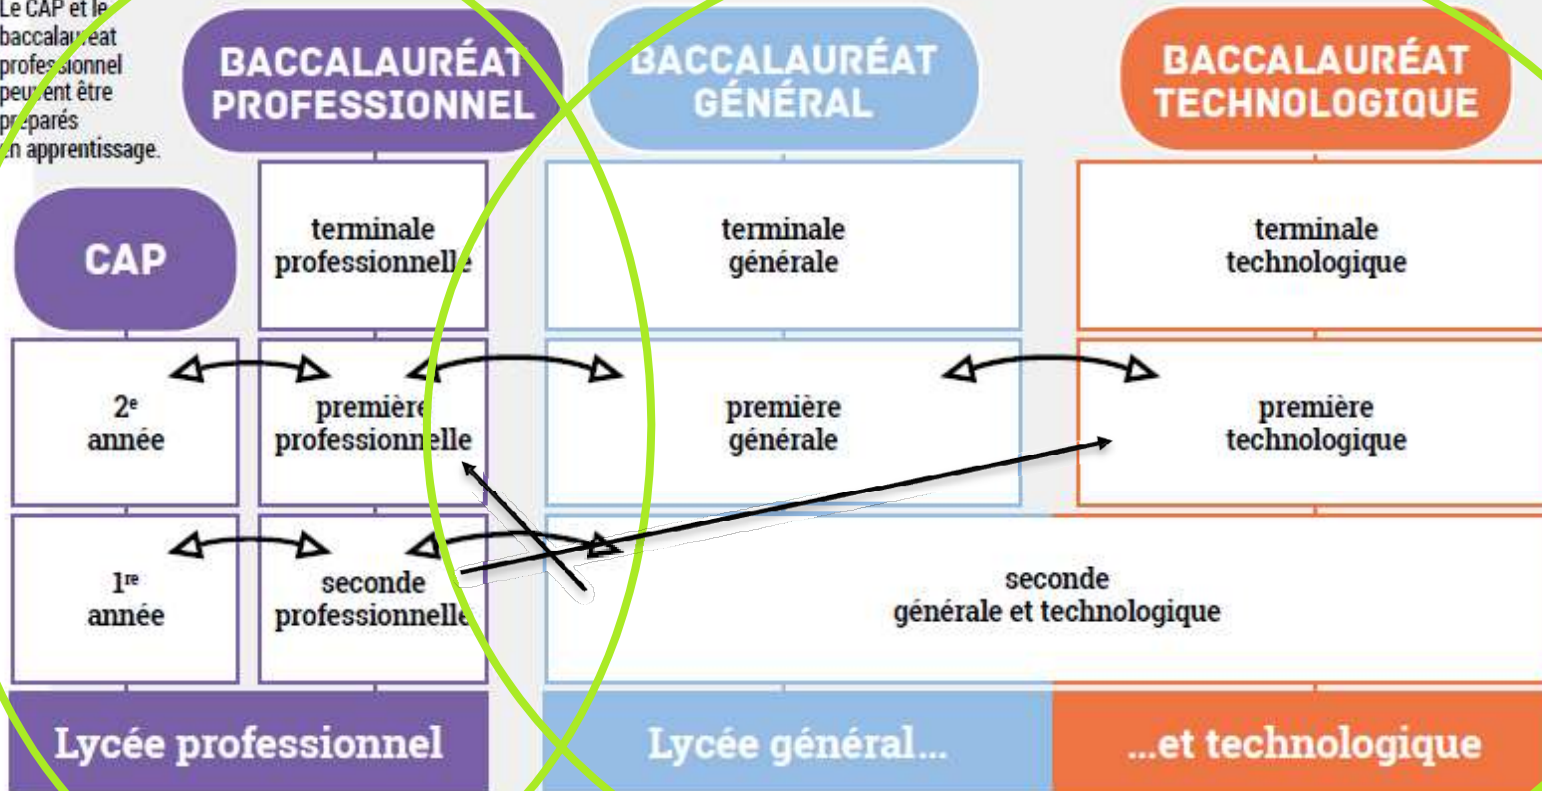 Le CAP et le
baccalauréat
professionnel
peuvent être
préparés
en apprentissage.
BACCALAURÉAT
PROFESSIONNEL
BACCALAURÉAT
GÉNÉRAL
BACCALAURÉAT
TECHNOLOGIQUE
CAP
terminale
professionnelle
terminale
générale
terminale
technologique
2e
année
première
professionnelle
première
générale
première
technologique
1re
année
seconde
professionnelle
seconde
générale et technologique
Lycée professionnel
Lycée général...
...et technologique